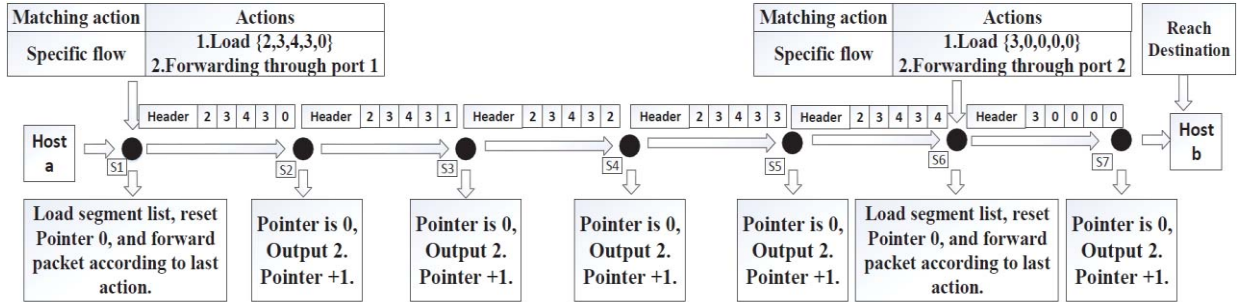 Matching action
Actions
Specific flow
1.Load {2,3,4,3,0}
2.Forwarding through port 1
Matching action
Actions
Specific flow
1.Load {3,0,0,0,0}
2.Forwarding through port 2
Reach
Destination
Header 2 3 4 3 0
Header 2 3 4 3 1
Header 2 3 4 3 2
Header 2 3 4 3 3
Header 2 3 4 3 4
Header 3 0 0 0 0
Host
a
S1
S2
S3
S4
S5
S6
S7
Host
b
Load segment list, reset
Pointer 0, and forward
packet according to last
action.
Pointer is 0,
Output 2.
Pointer +1.
Pointer is 0,
Output 2.
Pointer +1.
Pointer is 0,
Output 2.
Pointer +1.
Pointer is 0,
Output 2.
Pointer +1.
Load segment list, reset
Pointer 0, and forward
packet according to last
action.
Pointer is 0,
Output 2.
Pointer +1.